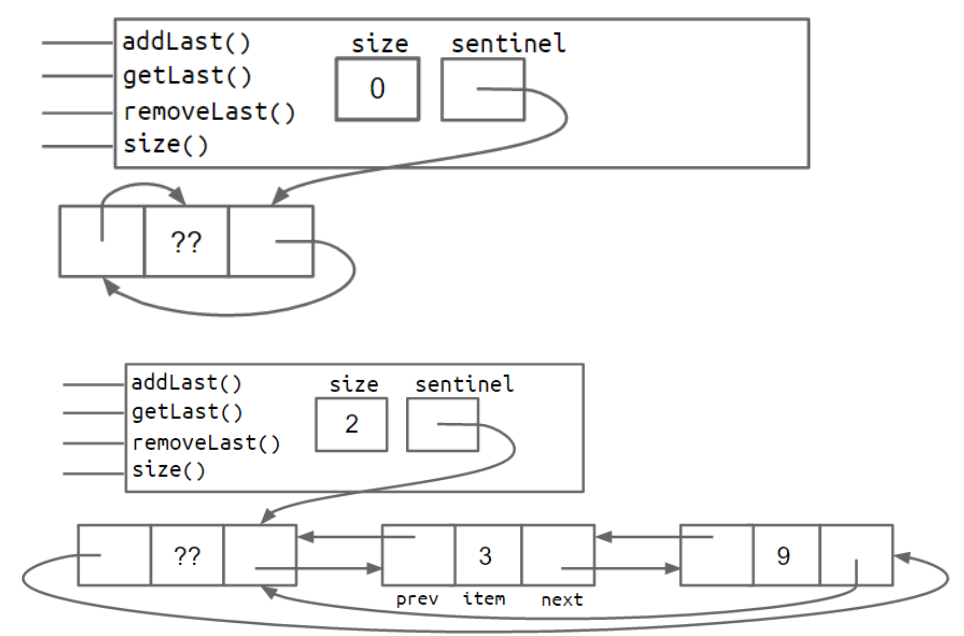 addLast() size sentinel
getLast() 0
removeLast()
size()
??
addLast() size sentinel
getLast() 2
removeLast()
size()
?? 3 9
prev item next